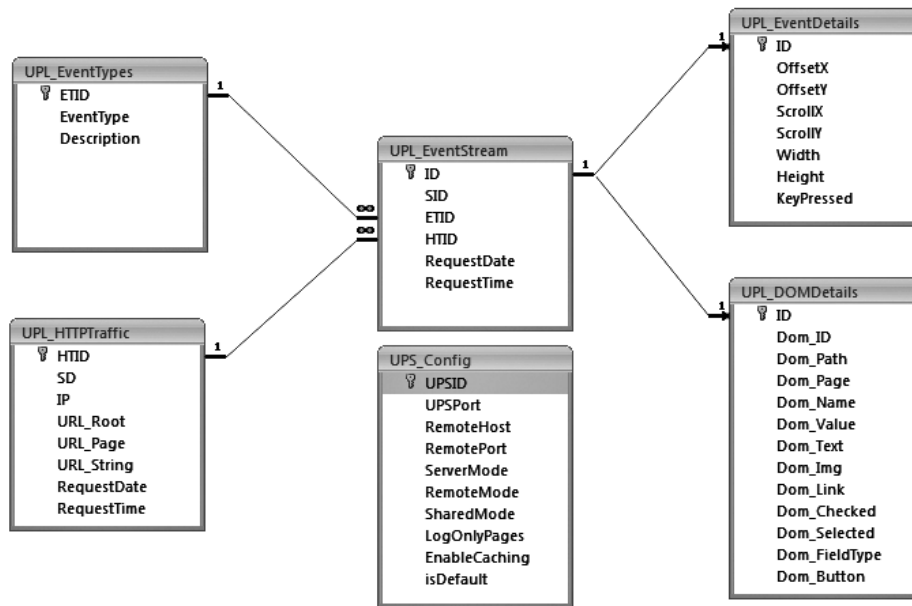 UPL_EventTypes
ETID
EventType
Description
1
UPL_HTTPTraffic
HTID
SD
IP
URL_Root
URL_Page
URL_String
RequestDate
RequestTime
1
UPL_EventStream
ID
SID
ETID
HTID
RequestDate
RequestTime
∞
∞
1
UPS_Config
UPSID
UPSPort
RemoteHost
RemotePort
ServerMode
RemoteMode
SharedMode
LogOnlyPages
EnableCaching
isDefault
UPL_EventDetails
1
ID
OffsetX
OffsetY
ScrollX
ScrollY
Width
Height
KeyPressed
UPL_DOMDetails
1
ID
Dom_ID
Dom_Path
Dom_Page
Dom_Name
Dom_Value
Dom_Text
Dom_Img
Dom_Link
Dom_Checked
Dom_Selected
Dom_FieldType
Dom_Button